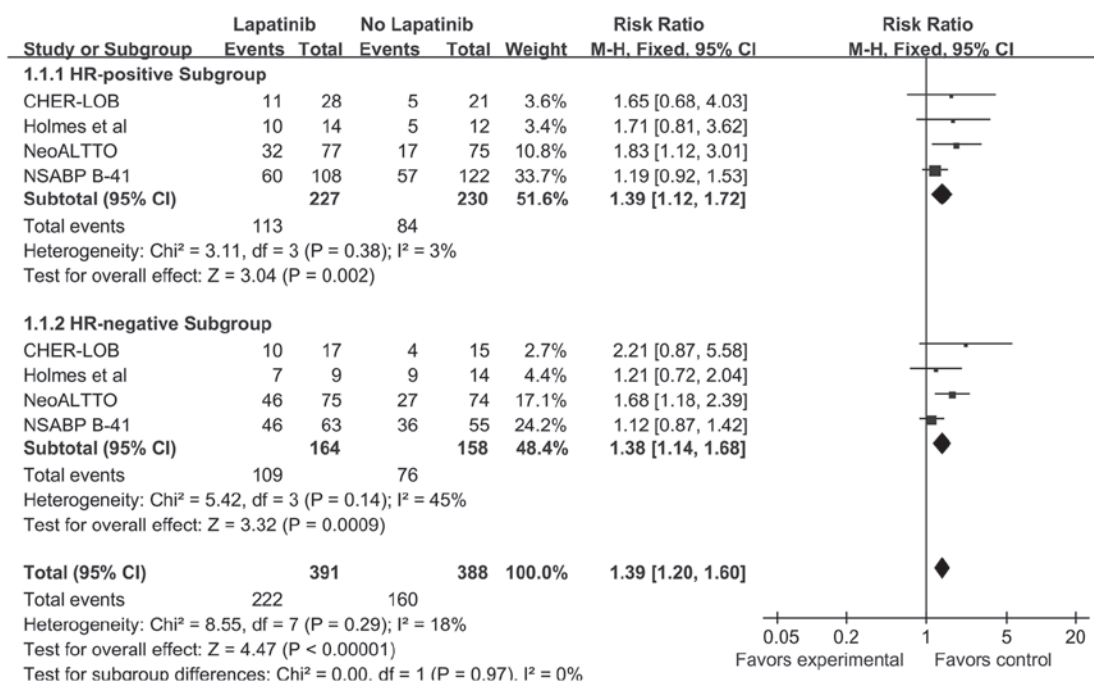 Lapatinib No Lapatinib Risk Ratio Risk Ratio
Study or Subgroup Events Total Events Total Weight M-H, Fixed, 95% CI M-H, Fixed, 95% CI
1.1.1 HR-positive Subgroup
CHER-LOB 11 28 5 21 3.6% 1.65 [0.68, 4.03]
Holmes et al 10 14 5 12 3.4% 1.71 [0.81, 3.62]
NeoALTTO 32 77 17 75 10.8% 1.83 [1.12, 3.01]
NSABP B-41 60 108 57 122 33.7% 1.19 [0.92, 1.53]
Subtotal (95% CI) 227 230 51.6% 1.39 [1.12, 1.72]
Total events 113 84
Heterogeneity: Chi² = 3.11, df = 3 (P = 0.38); I² = 3%
Test for overall effect: Z = 3.04 (P = 0.002)
1.1.2 HR-negative Subgroup
CHER-LOB 10 17 4 15 2.7% 2.21 [0.87, 5.58]
Holmes et al 7 9 9 14 4.4% 1.21 [0.72, 2.04]
NeoALTTO 46 75 27 74 17.1% 1.68 [1.18, 2.39]
NSABP B-41 46 63 36 55 24.2% 1.12 [0.87, 1.42]
Subtotal (95% CI) 164 158 48.4% 1.38 [1.14, 1.68]
Total events 109 76
Heterogeneity: Chi² = 5.42, df = 3 (P = 0.14); I² = 45%
Test for overall effect: Z = 3.32 (P = 0.0009)
Total (95% CI) 391 388 100.0% 1.39 [1.20, 1.60]
Total events 222 160
Heterogeneity: Chi² = 8.55, df = 7 (P = 0.29); I² = 18%
Test for overall effect: Z = 4.47 (P < 0.00001)
Test for subgroup differences: Chi² = 0.00, df = 1 (P = 0.97), I² = 0%
0.05 0.2 1 5 20
Favors experimental Favors control